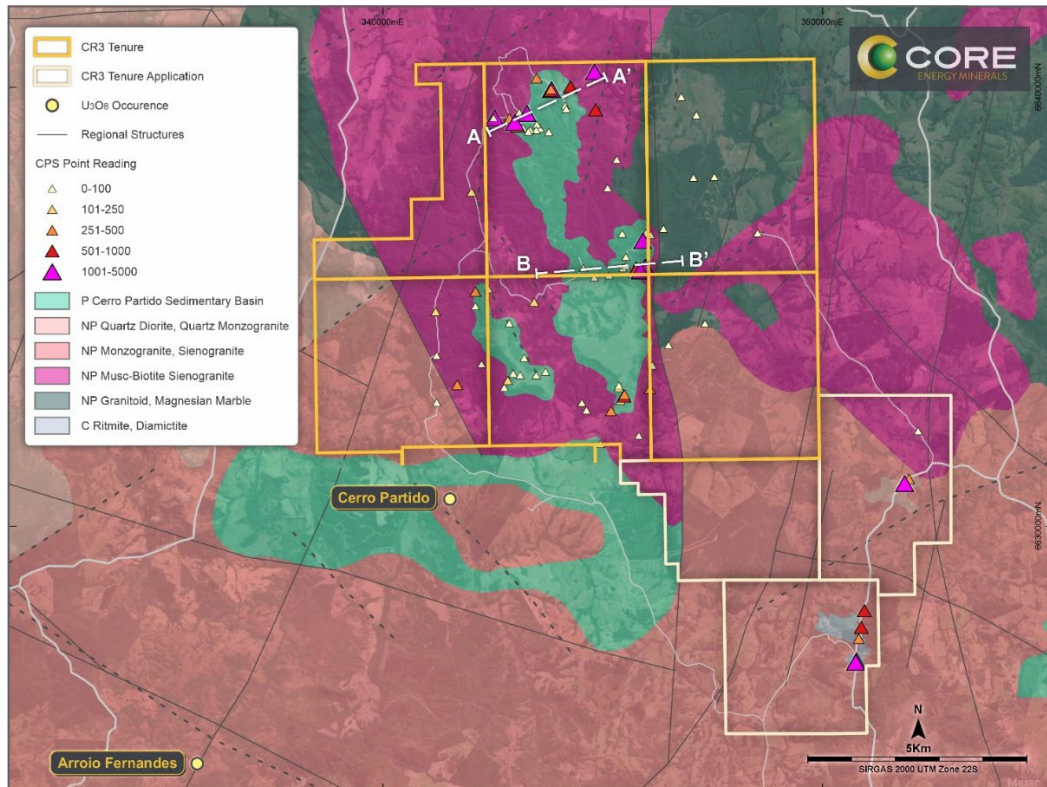 340000mE
350000mE
CORE
ENERGY MINERALS
CR3 Tenure
CR3 Tenure Application
U3O8 Occurence
Regional Structures
CPS Point Reading
0-100
101-250
251-500
501-1000
1001-5000
P Cerro Partido Sedimentary Basin
NP Quartz Diorite, Quartz Monzogranite
NP Monzogranite, Sienogranite
NP Musc-Biotite Sienogranite
NP Granitoid, Magnesian Marble
C Ritmite, Diamictite
A
A'
B
B'
6640000mN
6630000mN
Cerro Partido
Arroio Fernandes
N
5Km
SIRGAS 2000 UTM Zone 22S